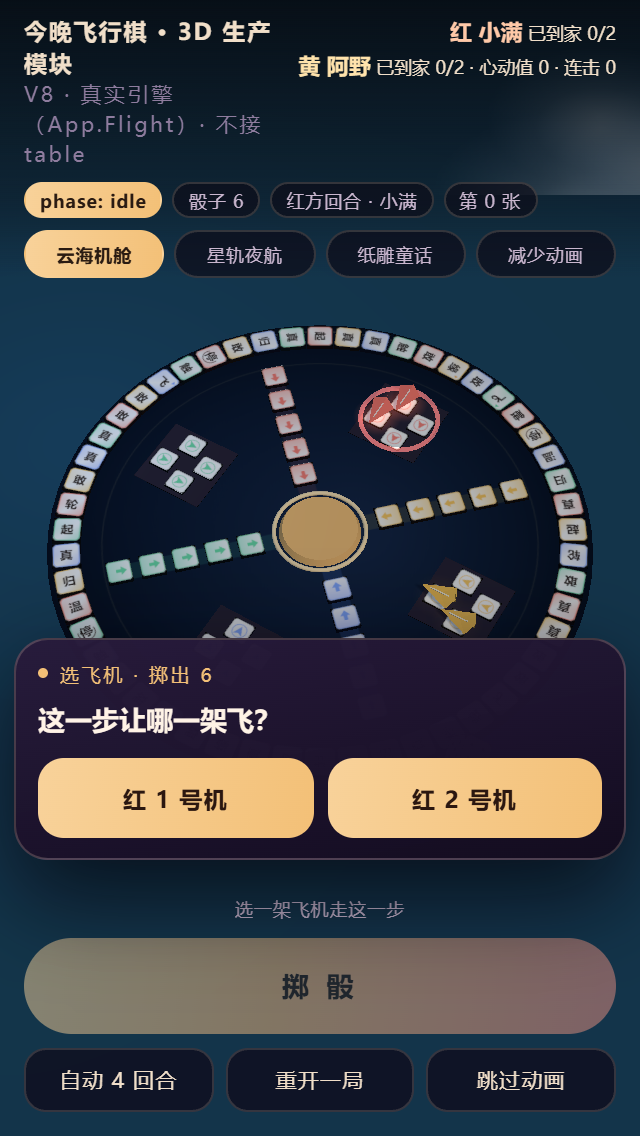 今晚飞行棋 • 3D 生产
模块
V8 · 真实引擎
（App.Flight）· 不接
table
红 小满 已到家 0/2
黄 阿野 已到家 0/2 · 心动值 0 · 连击 0
phase: idle
骰子 6
红方回合 · 小满
第 0 张
云海机舱
星轨夜航
纸雕童话
减少动画
选飞机 · 掷出 6
这一步让哪一架飞?
红 1 号机
红 2 号机
选一架飞机走这一步
掷 骰
自动 4 回合
重开一局
跳过动画